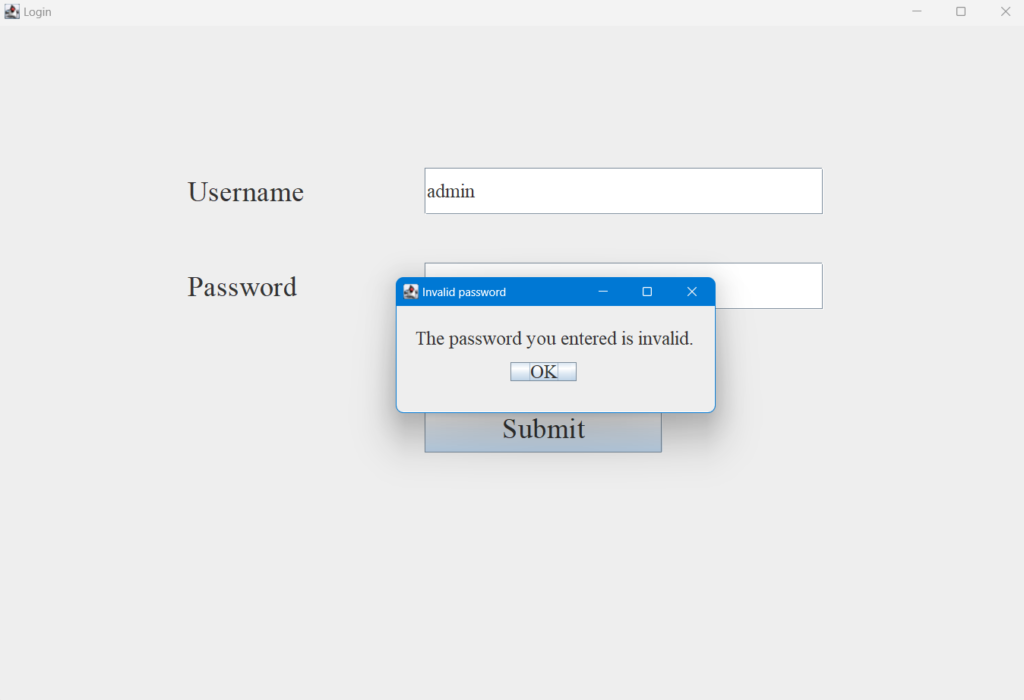 Login
Username
admin
Password
Invalid password
The password you entered is invalid.
OK
Submit